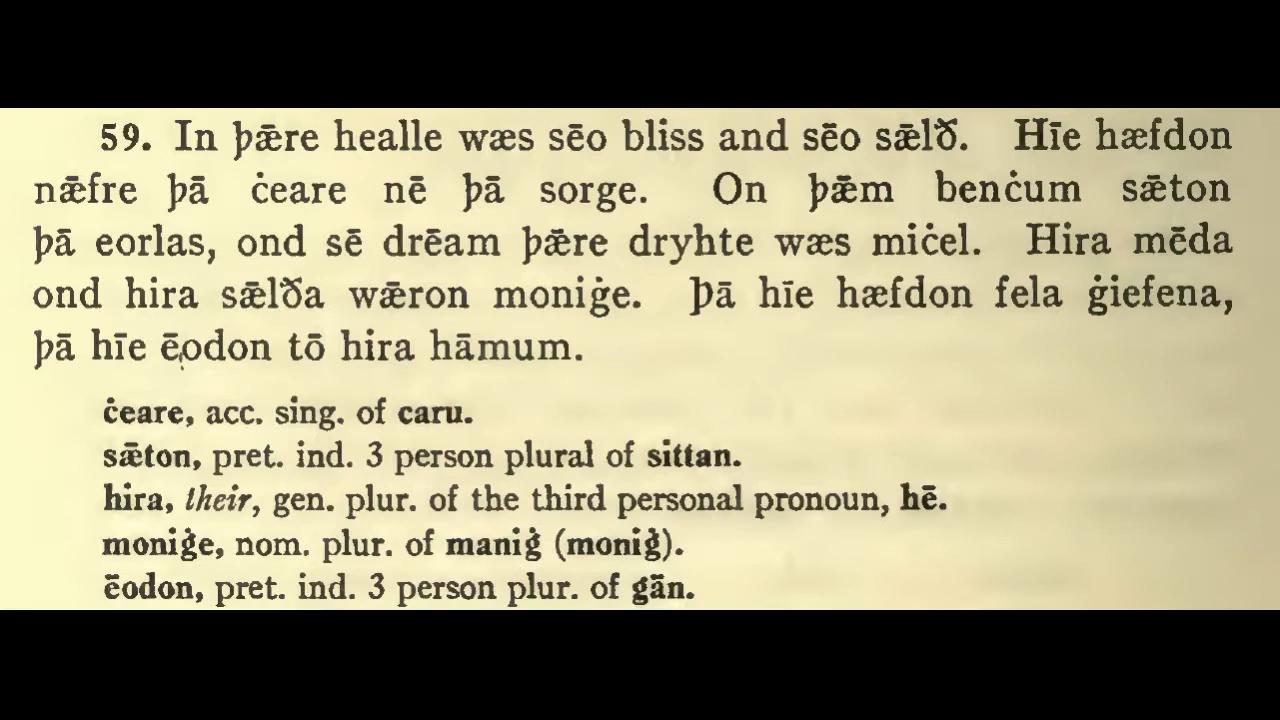 59. In þǣre healle wæs sēo bliss and sēo sǣlð. Hīe hæfdon
nǣfre þā ċeare nē þā sorge. On þǣm benċum sǣton
þā eorlas, ond sē drēam þǣre dryhte wæs miċel. Hira mēda
ond hira sǣlða wǣron moniġe. Þā hīe hæfdon fela ġiefena,
þā hīe ēodon tō hira hāmum.
ċeare, acc. sing. of caru.
sǣton, pret. ind. 3 person plural of sittan.
hira, their, gen. plur. of the third personal pronoun, hē.
moniġe, nom. plur. of maniġ (moniġ).
ēodon, pret. ind. 3 person plur. of gān.